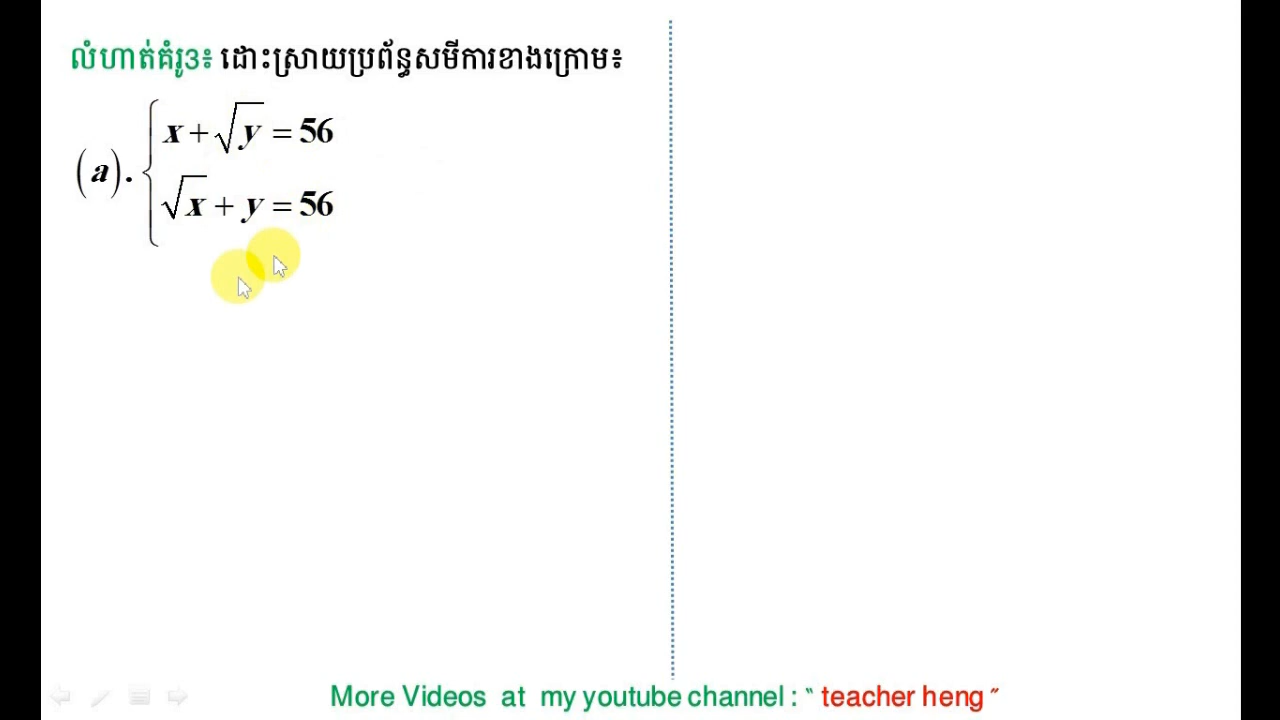 លំហាត់គំរូ3៖ ដោះស្រាយប្រព័ន្ធសមីការខាងក្រោម៖
(a). { x + √y = 56
√x + y = 56
More Videos at my youtube channel : “ teacher heng ”